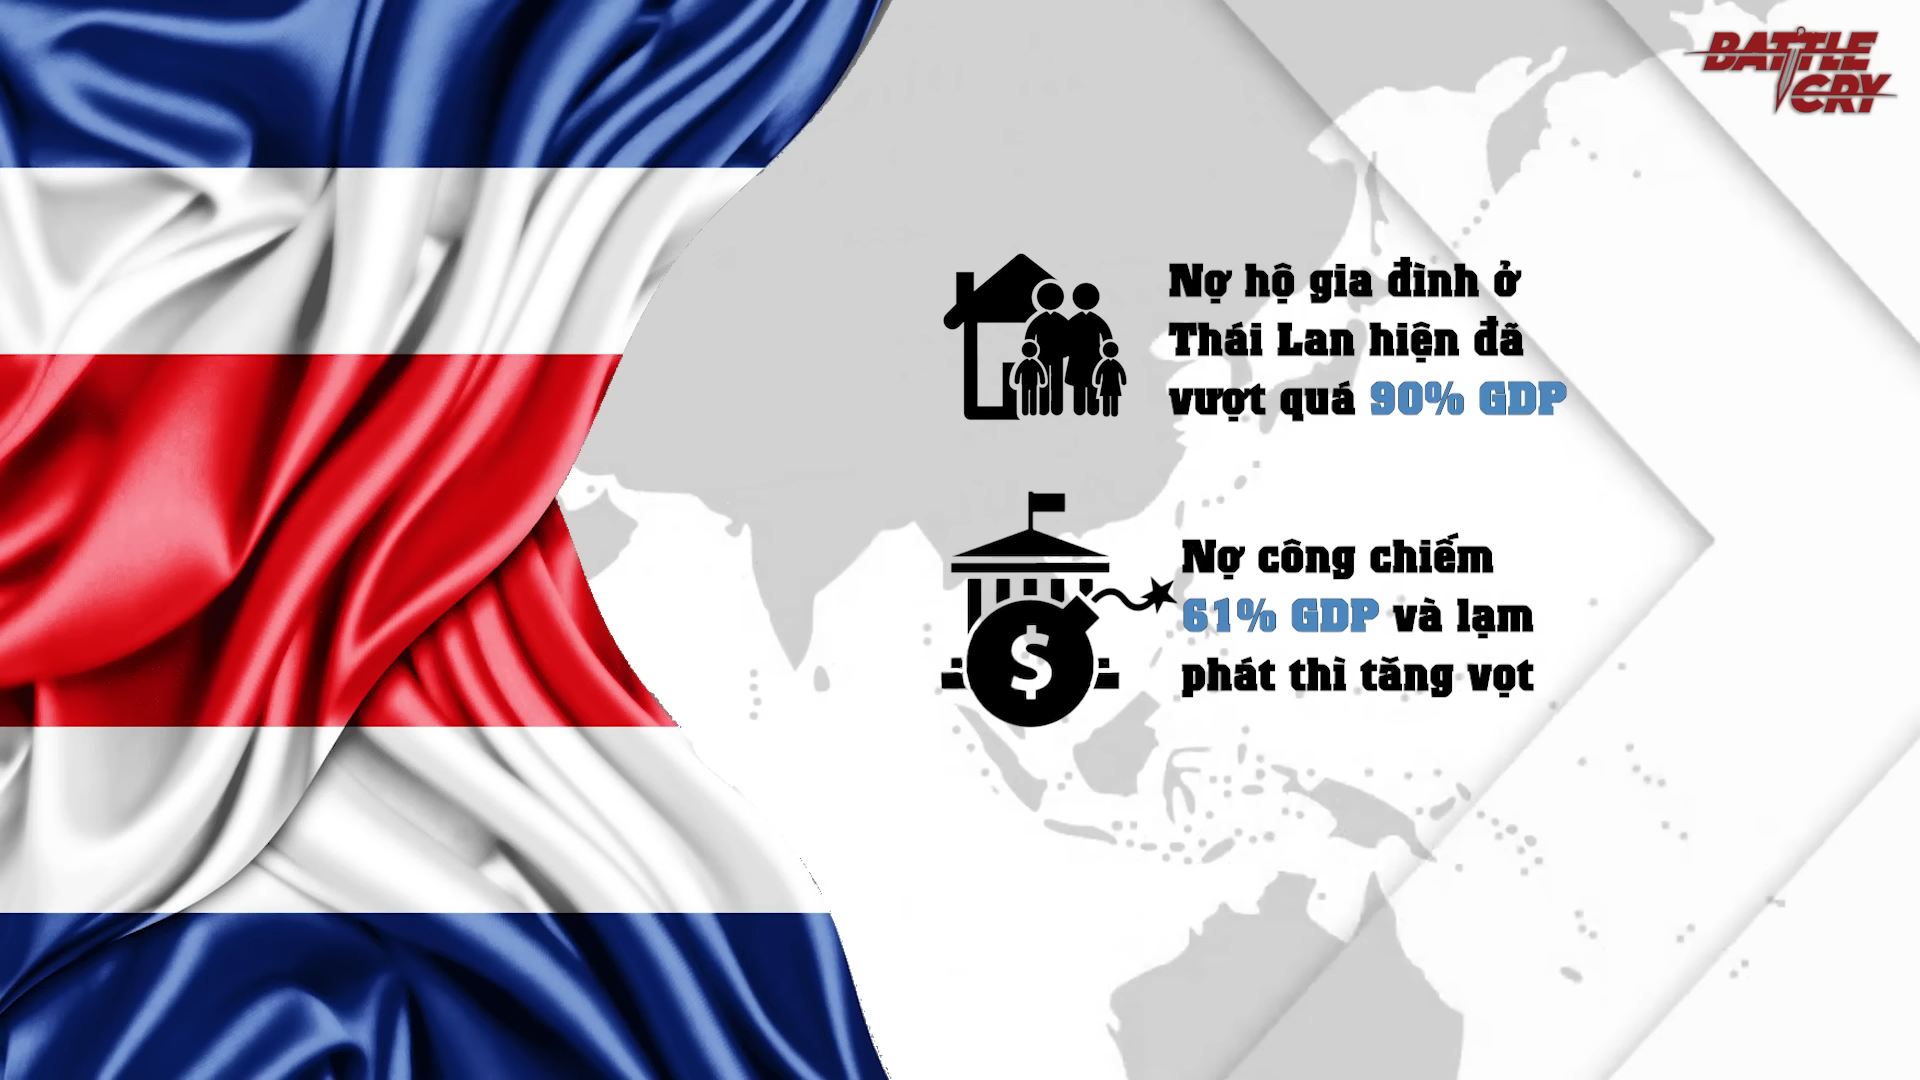 BATTLE
CRY
Nợ hộ gia đình ở
Thái Lan hiện đã
vượt quá 90% GDP
$
Nợ công chiếm
61% GDP và lạm
phát thì tăng vọt